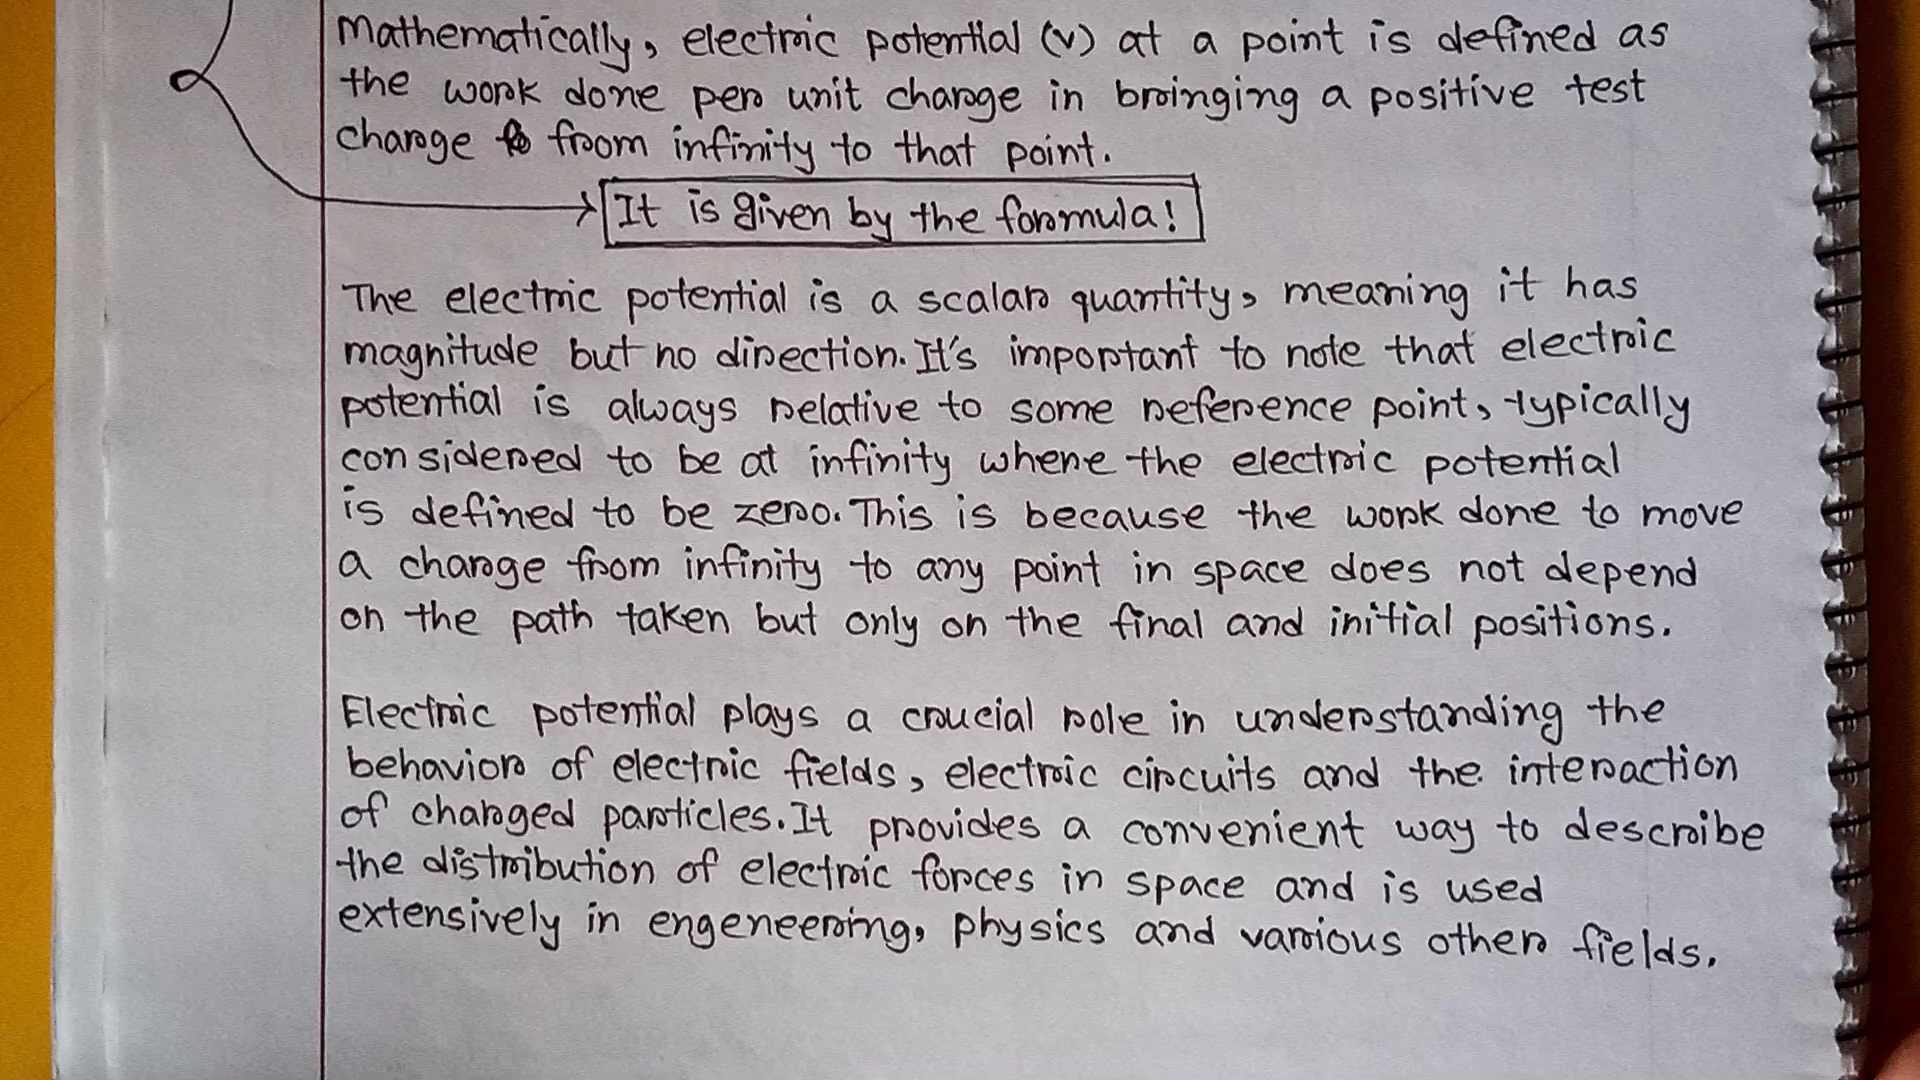 Mathematically, electric potential (v) at a point is defined as
the work done per unit charge in bringing a positive test
charge from infinity to that point.
It is given by the formula!
The electric potential is a scalar quantity, meaning it has
magnitude but no direction. It's important to note that electric
potential is always relative to some reference point, typically
considered to be at infinity where the electric potential
is defined to be zero. This is because the work done to move
a charge from infinity to any point in space does not depend
on the path taken but only on the final and initial positions.
Electric potential plays a crucial role in understanding the
behavior of electric fields, electric circuits and the interaction
of charged particles. It provides a convenient way to describe
the distribution of electric forces in space and is used
extensively in engeneering, physics and various other fields.